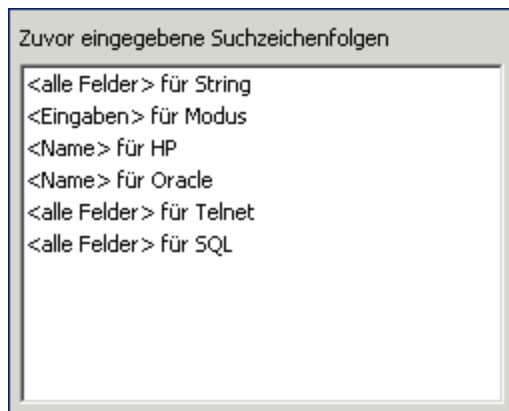 Zuvor eingegebene Suchzeichenfolgen
<alle Felder> für String
<Eingaben> für Modus
<Name> für HP
<Name> für Oracle
<alle Felder> für Telnet
<alle Felder> für SQL